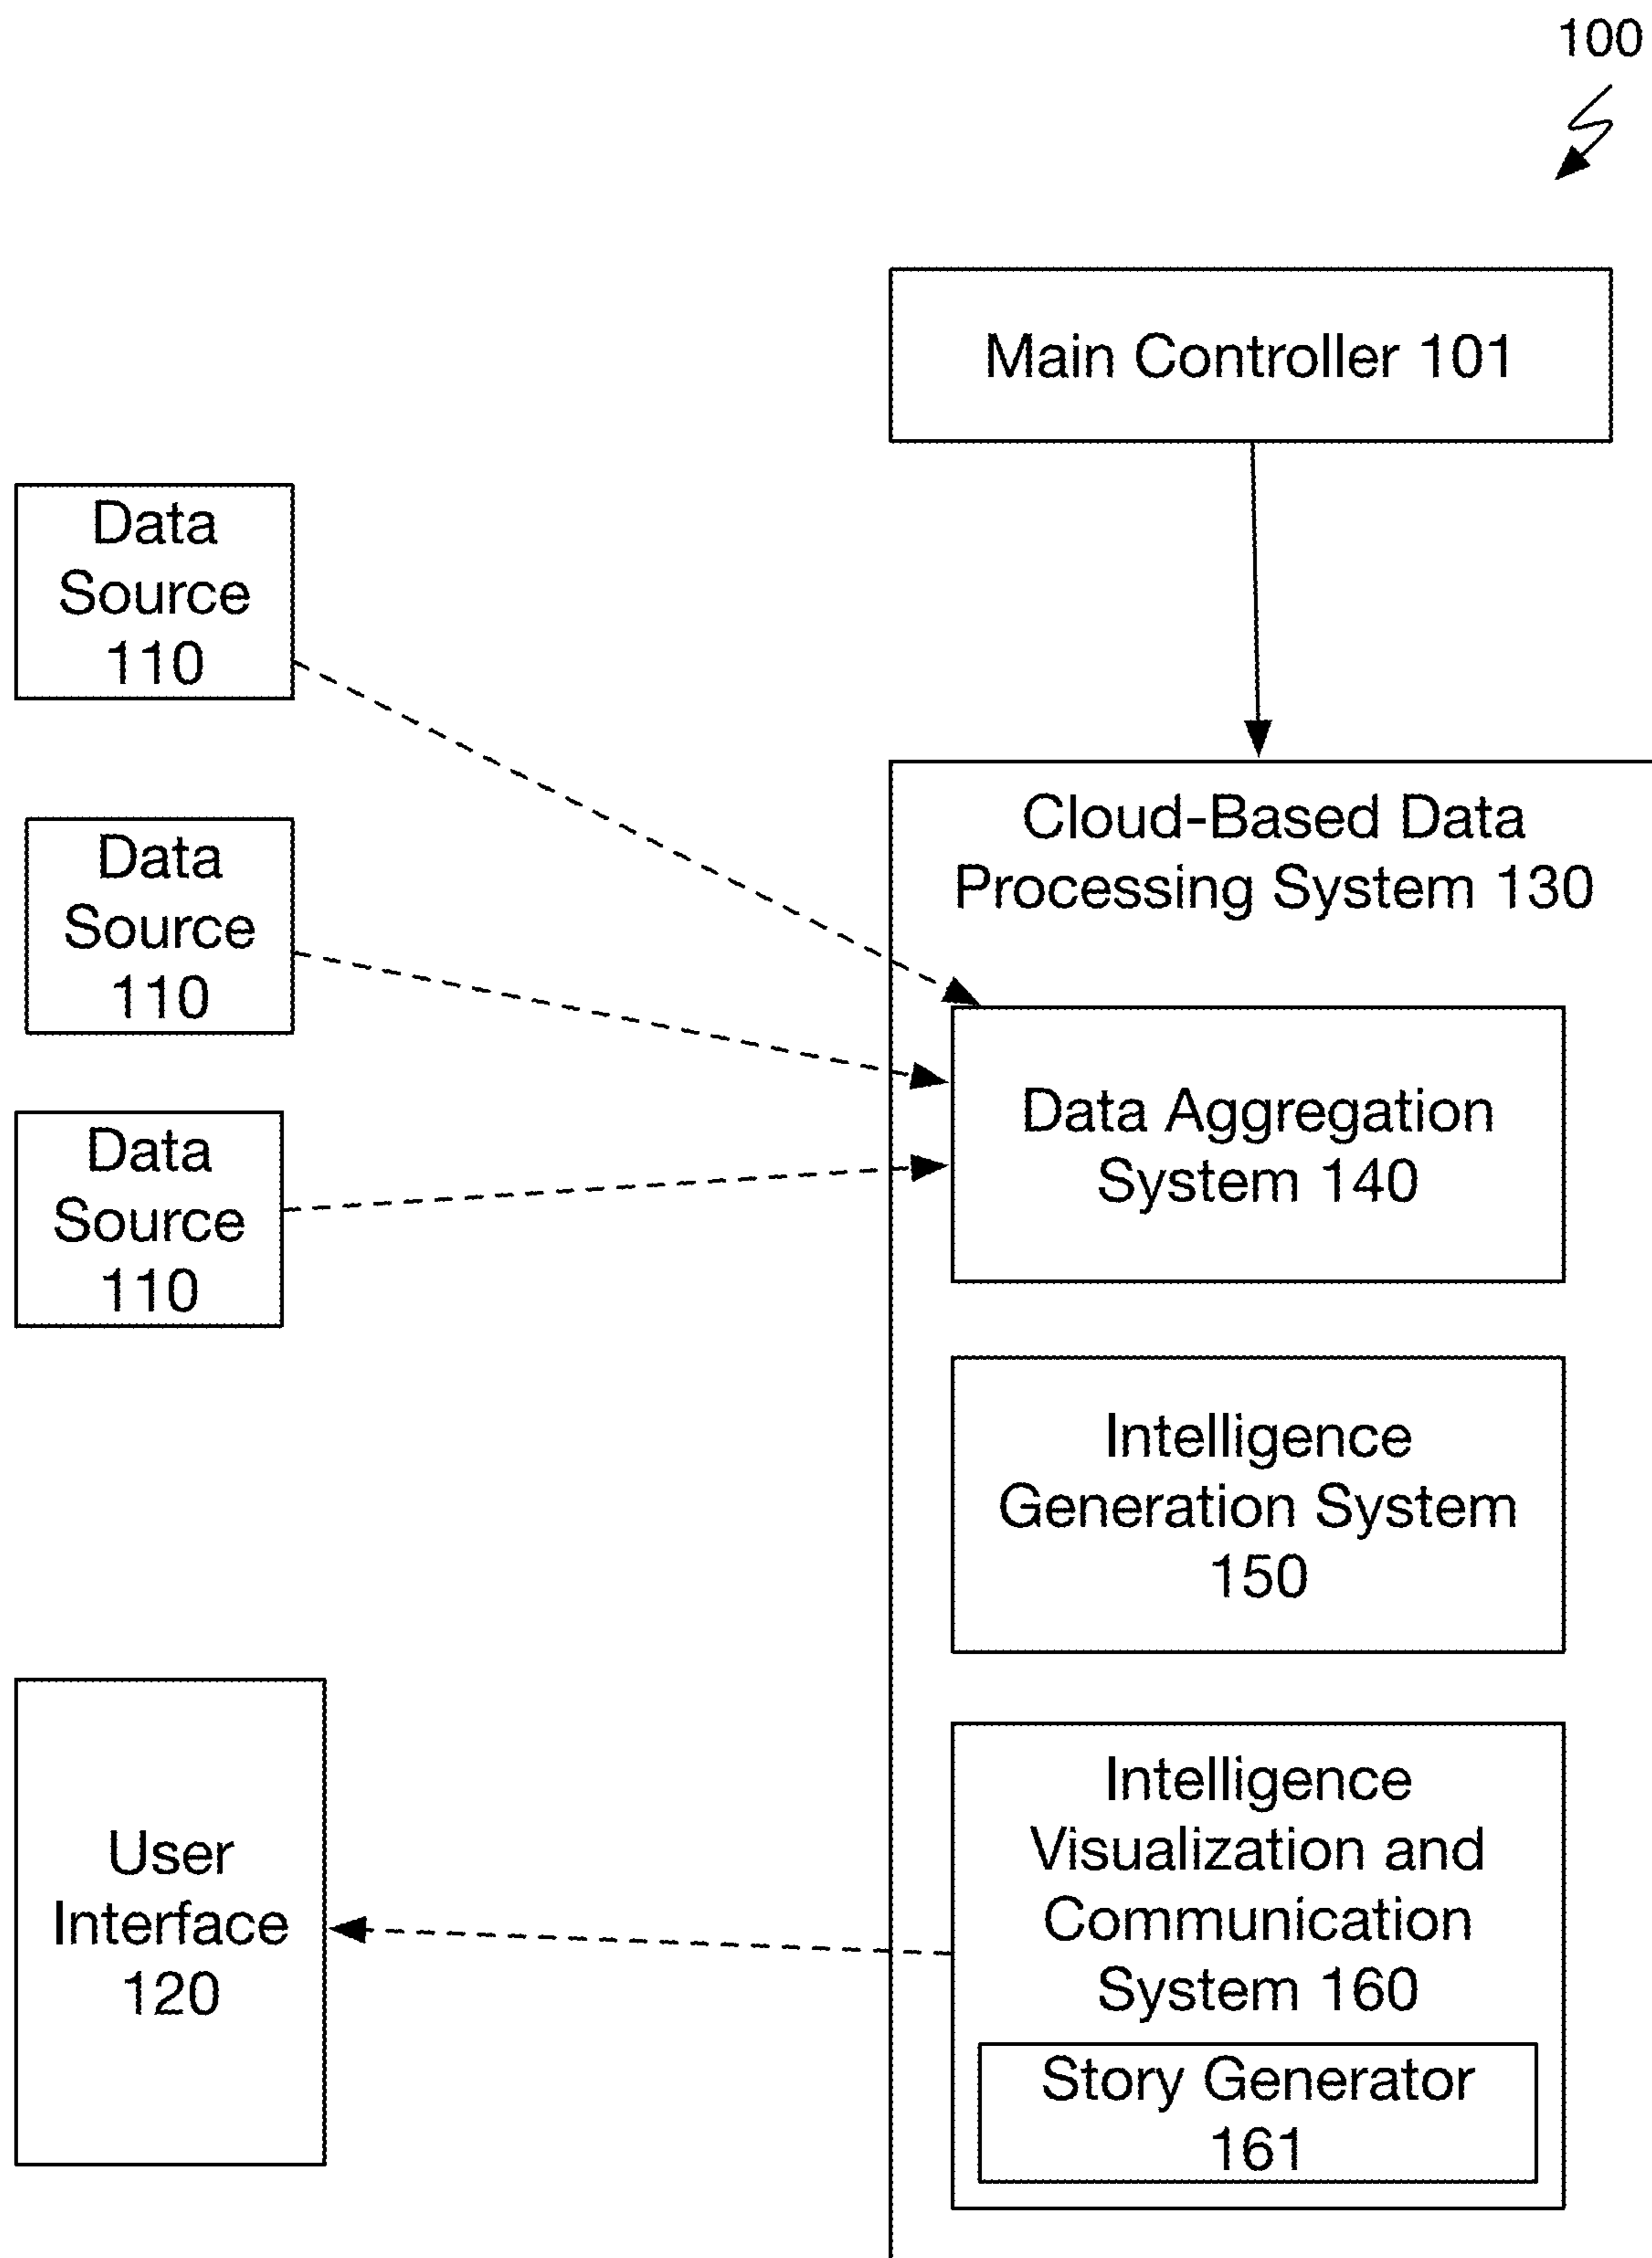 100
Main Controller 101
Data
Source
110
Data
Source
110
Data
Source
110
Cloud-Based Data
Processing System 130
Data Aggregation
System 140
Intelligence
Generation System
150
User
Interface
120
Intelligence
Visualization and
Communication
System 160
Story Generator
161